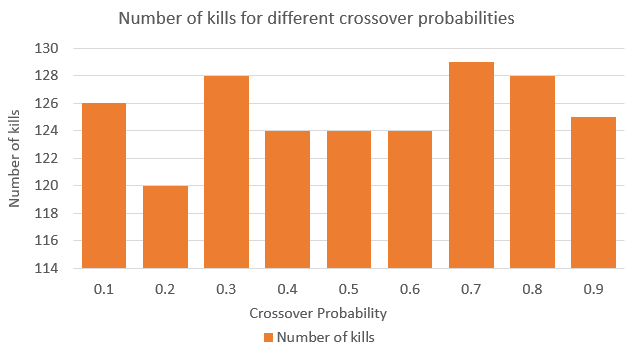 Number of kills for different crossover probabilities
130
128
126
124
122
120
118
116
114
Number of kills
0.1 0.2 0.3 0.4 0.5 0.6 0.7 0.8 0.9
Crossover Probability
Number of kills